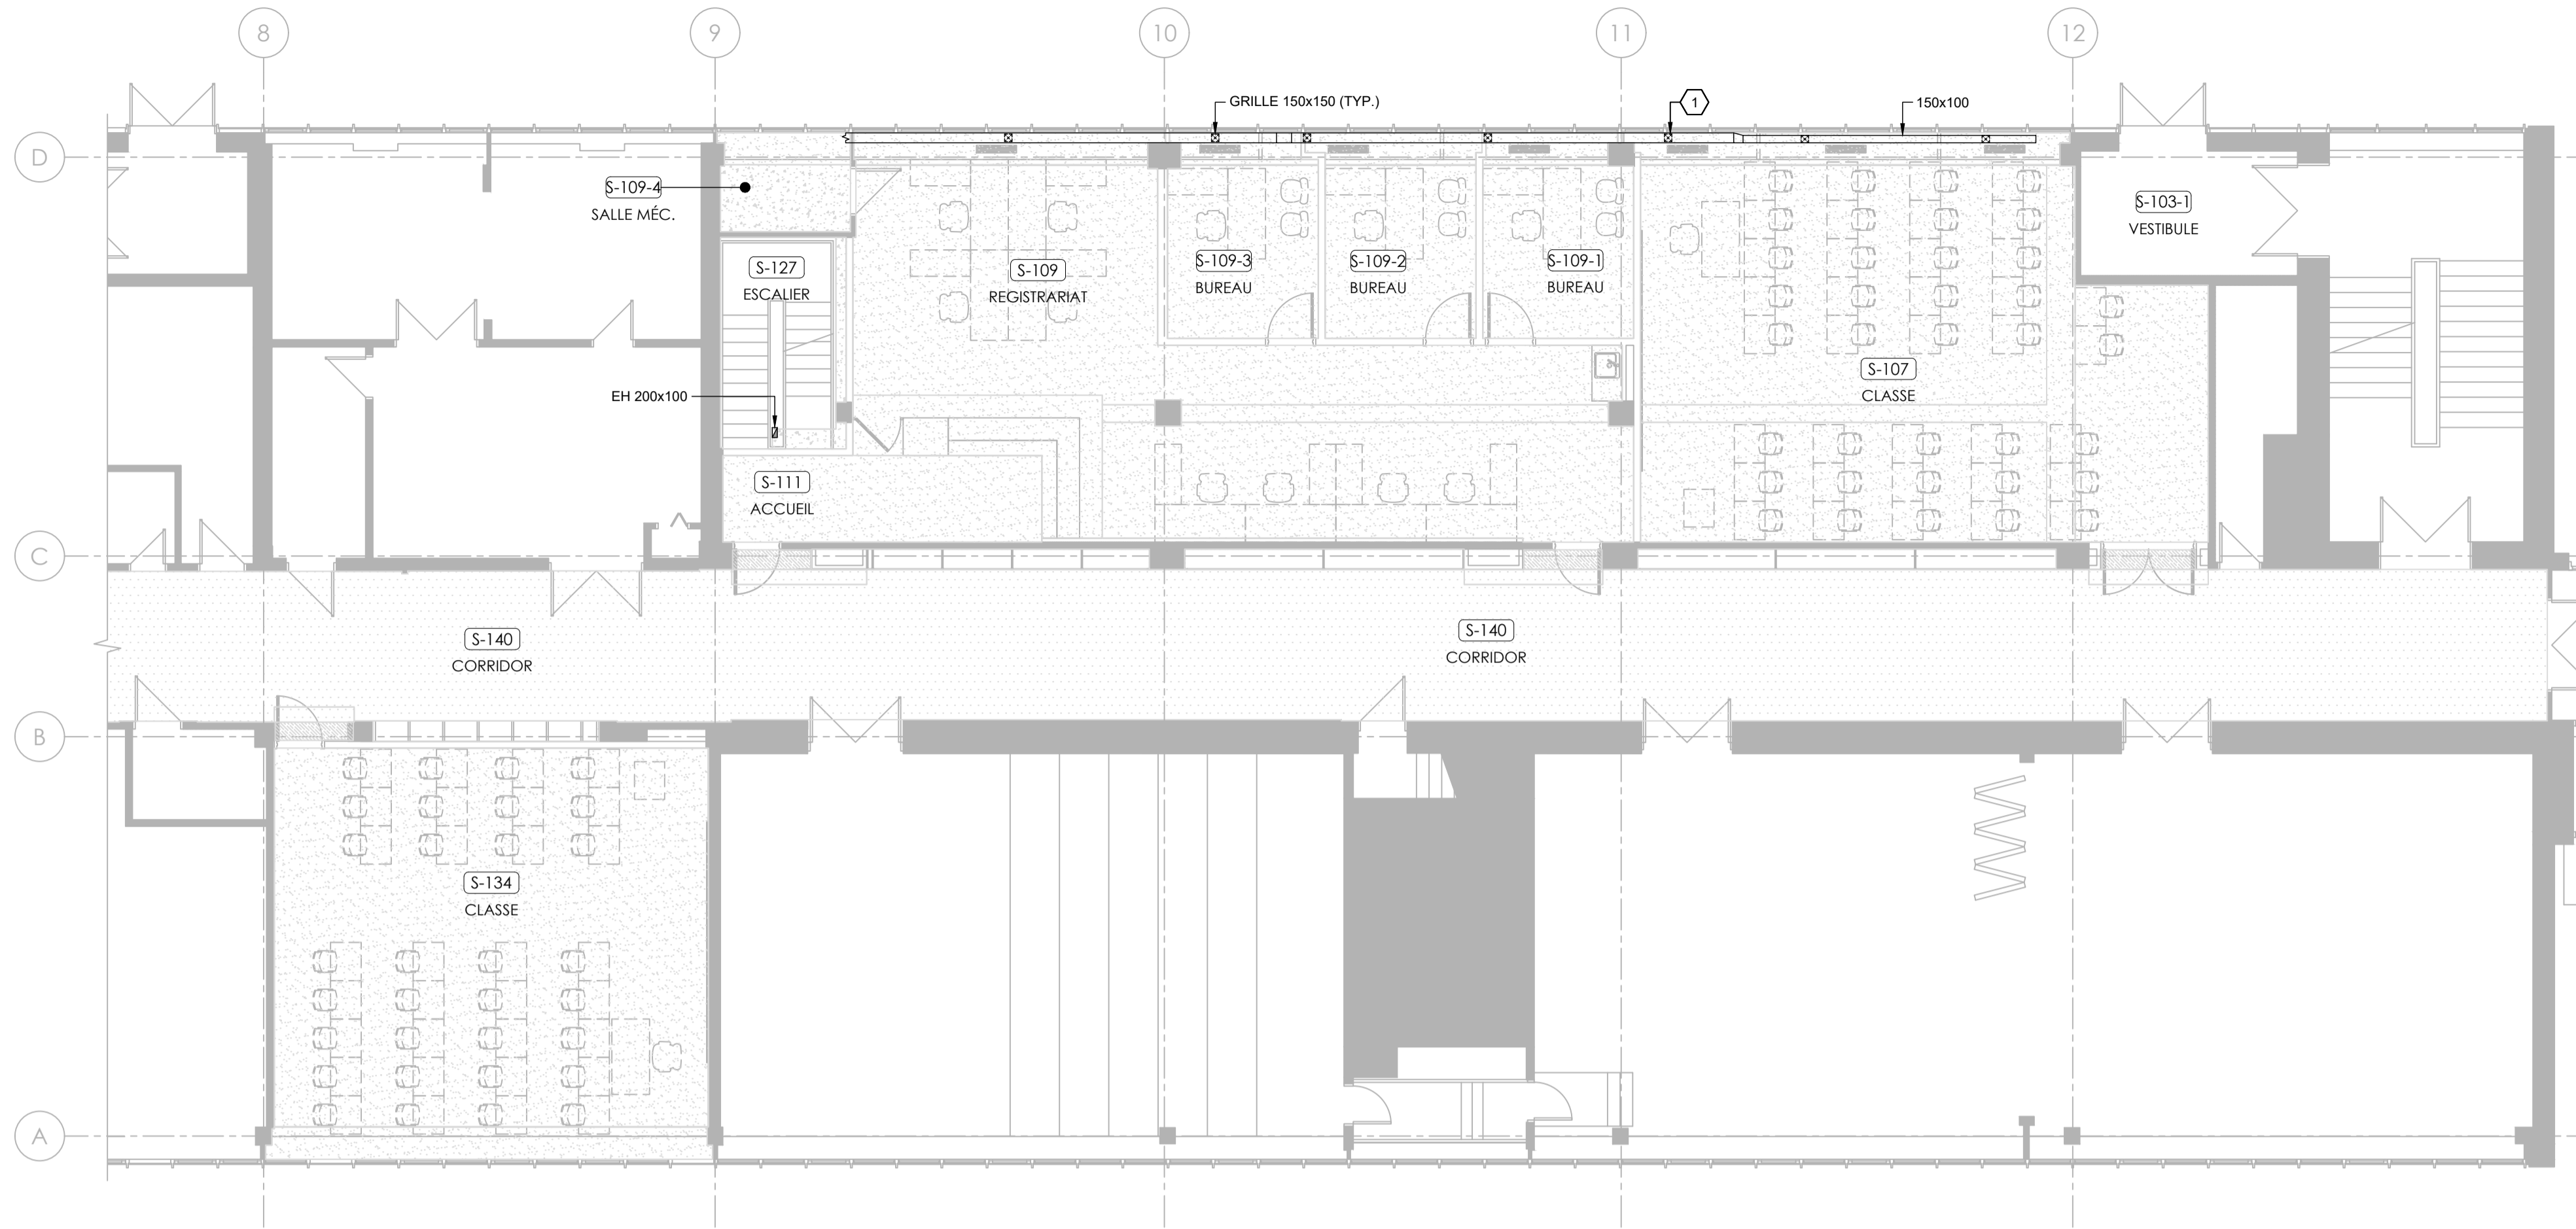 8
9
10
11
12
GRILLE 150x150 (TYP.)
1
150x100
D
S-109-4
SALLE MÉC.
S-103-1
VESTIBULE
S-127
ESCALIER
S-109
REGISTRARIAT
S-109-3
BUREAU
S-109-2
BUREAU
S-109-1
BUREAU
S-107
CLASSE
EH 200x100
S-111
ACCUEIL
C
S-140
CORRIDOR
S-140
CORRIDOR
B
S-134
CLASSE
A